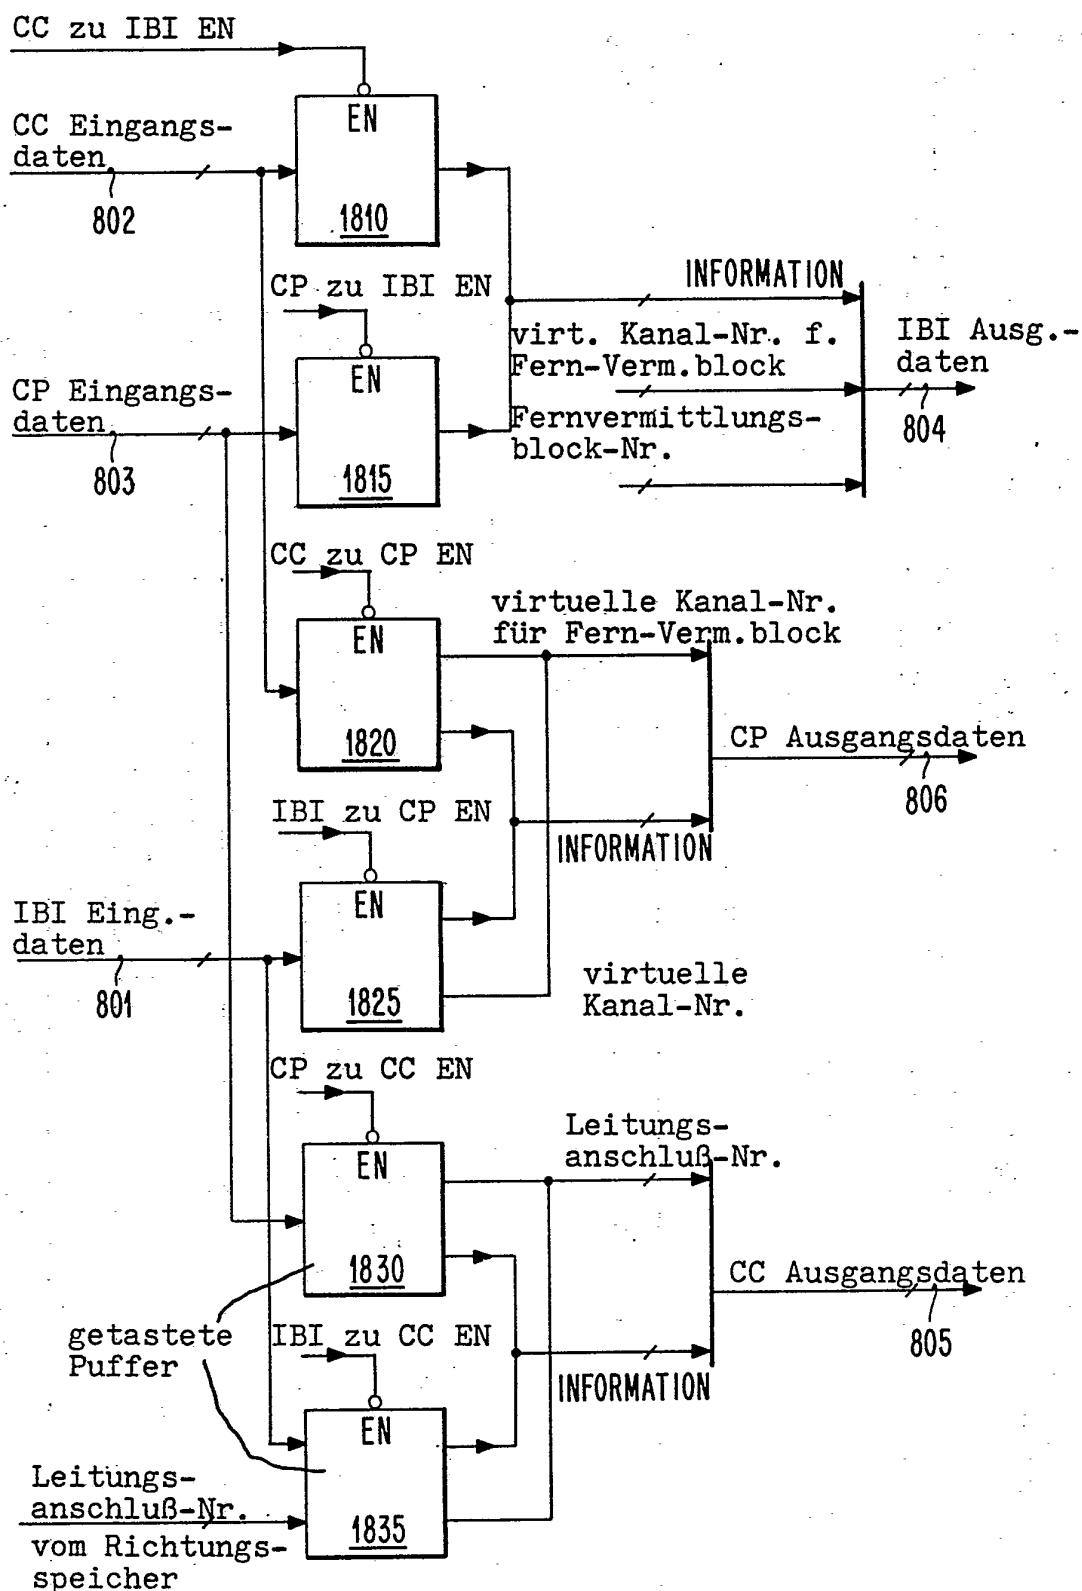 CC zu IBI EN
EN
CC Eingangs-
daten
802
1810
CP zu IBI EN
INFORMATION
EN
virt. Kanal-Nr. f.
Fern-Verm.block
IBI Ausg.-
daten
804
CP Eingangs-
daten
803
Fernvermittlungs-
block-Nr.
1815
CC zu CP EN
EN
virtuelle Kanal-Nr.
für Fern-Verm.block
1820
CP Ausgangsdaten
806
IBI zu CP EN
INFORMATION
EN
IBI Eing.-
daten
801
1825
virtuelle
Kanal-Nr.
CP zu CC EN
EN
Leitungs-
anschluß-Nr.
1830
CC Ausgangsdaten
805
getastete
Puffer
IBI zu CC EN
INFORMATION
EN
Leitungs-
anschluß-Nr.
vom Richtungs-
speicher
1835